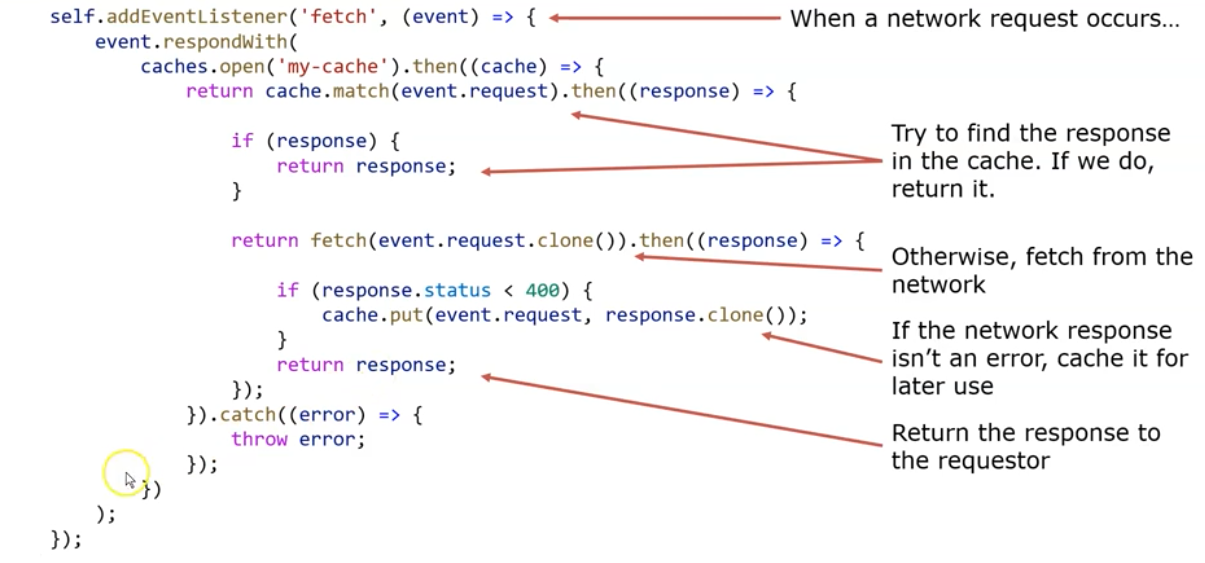 self.addEventListener('fetch', (event) => {
When a network request occurs…
event.respondWith(
caches.open('my-cache').then((cache) => {
return cache.match(event.request).then((response) => {
if (response) {
return response;
}
Try to find the response
in the cache. If we do,
return it.
return fetch(event.request.clone()).then((response) => {
Otherwise, fetch from the
network
if (response.status < 400) {
cache.put(event.request, response.clone());
}
If the network response
isn’t an error, cache it for
later use
return response;
});
}).catch((error) => {
throw error;
});
Return the response to
the requestor
})
);
});